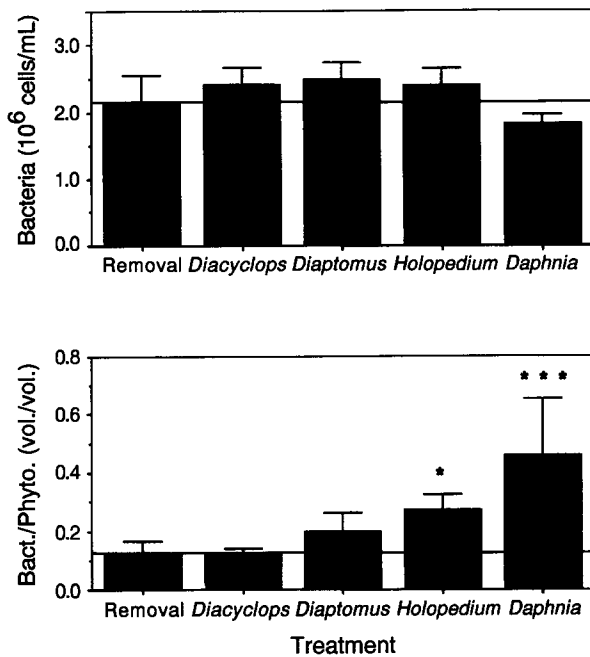 Bacteria (10^6 cells/mL)
3.0
2.0
1.0
0.0
Removal Diacyclops Diaptomus Holopedium Daphnia
Bact./Phyto. (vol./vol.)
0.8
0.6
0.4
0.2
0.0
*
* * *
Removal Diacyclops Diaptomus Holopedium Daphnia
Treatment